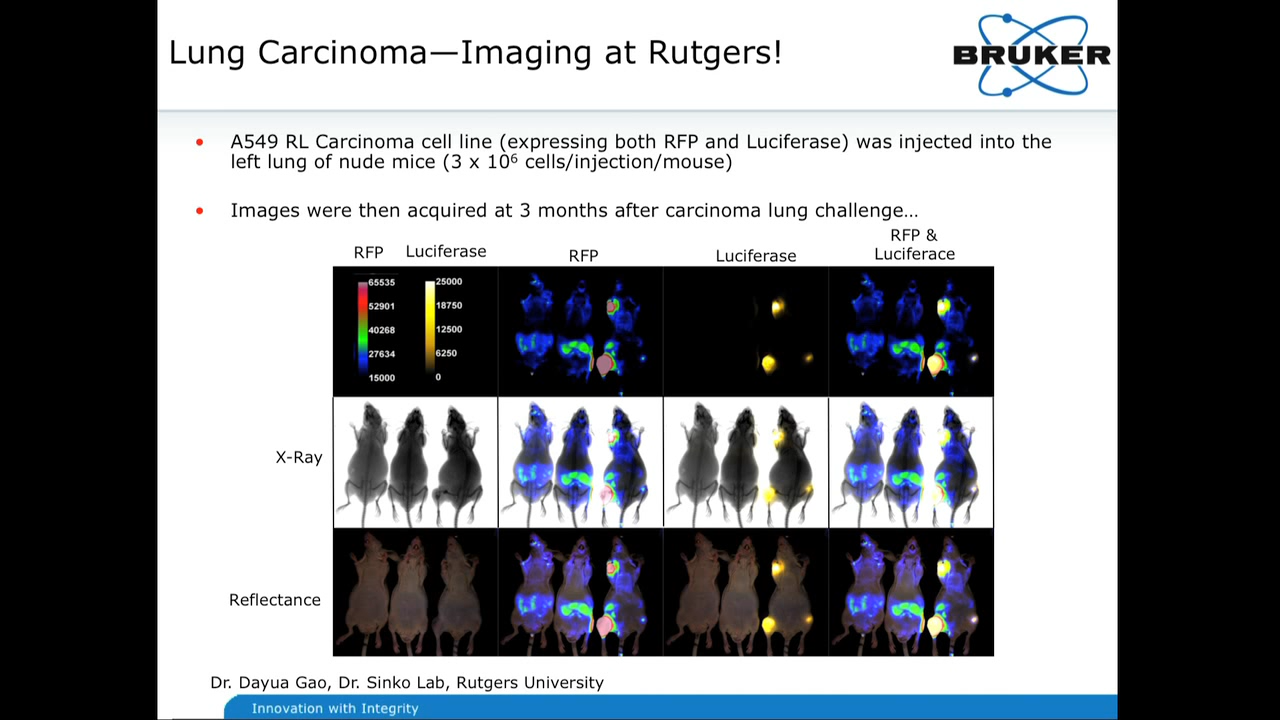 Lung Carcinoma—Imaging at Rutgers!
BRUKER
• A549 RL Carcinoma cell line (expressing both RFP and Luciferase) was injected into the
left lung of nude mice (3 x 10⁶ cells/injection/mouse)
• Images were then acquired at 3 months after carcinoma lung challenge…
RFP
Luciferase
RFP
Luciferase
RFP &
Luciferace
65535
52901
40268
27634
15000
25000
18750
12500
6250
0
X-Ray
Reflectance
Dr. Dayua Gao, Dr. Sinko Lab, Rutgers University
Innovation with Integrity